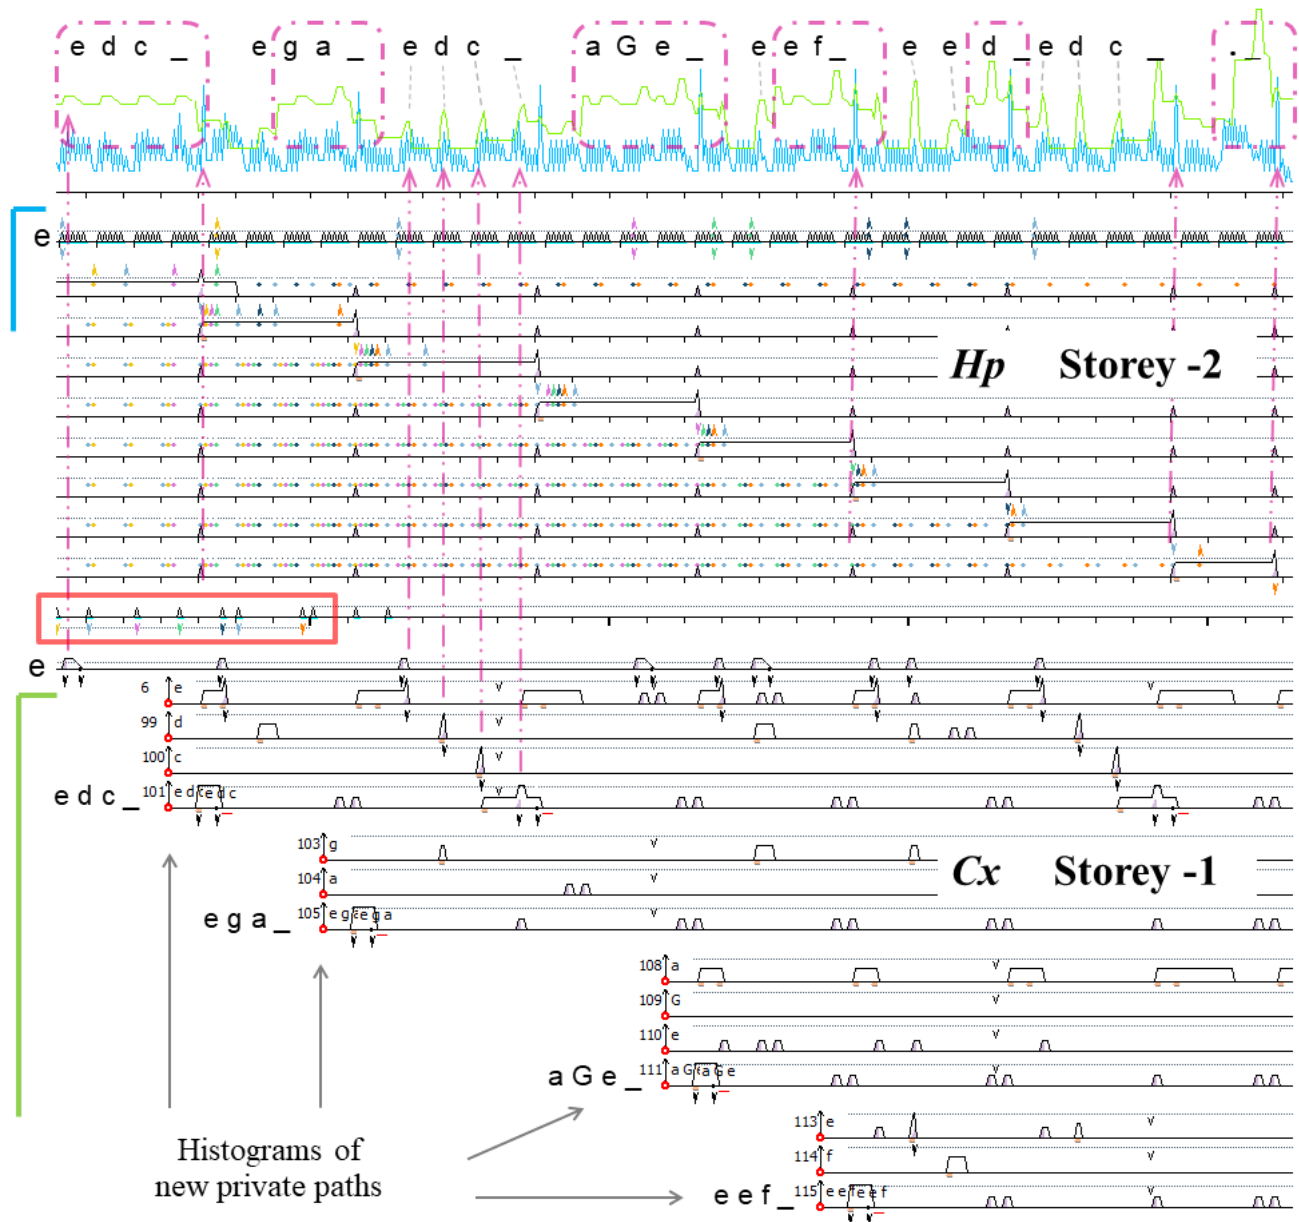 e d c _ e g a _ e d c _ a G e _ e e f _ e e d _ e d c _ . _
e
Hp Storey -2
e
6 e
99 d
100 c
e d c _ 101 e d c e d c
103 g
Cx Storey -1
104 a
e g a _ 105 e g a e g a
108 a
109 G
110 e
a G e _ 111 a G e a G e
113 e
Histograms of
114 f
new private paths
e e f _ 115 e e f e e f